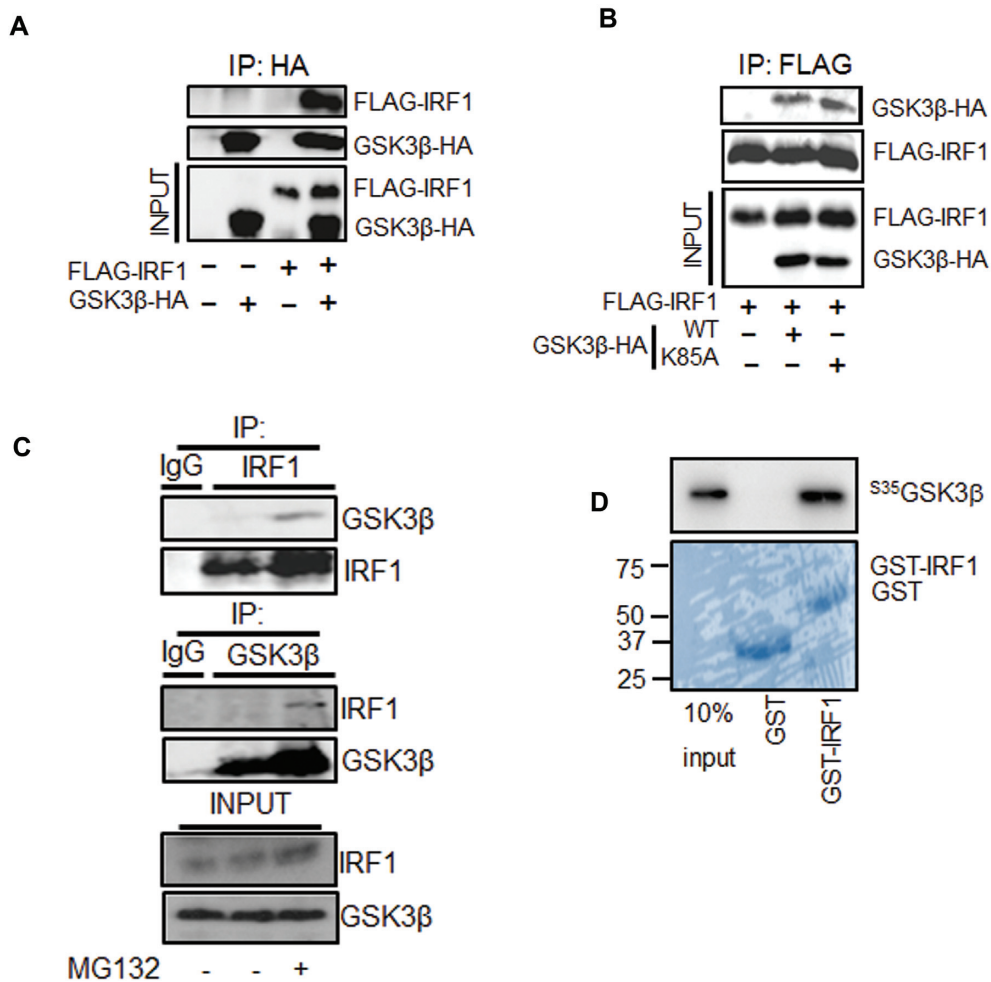 A
IP: HA
FLAG-IRF1
GSK3β-HA
INPUT
FLAG-IRF1
GSK3β-HA
FLAG-IRF1 – – + +
GSK3β-HA – + – +
B
IP: FLAG
GSK3β-HA
FLAG-IRF1
INPUT
FLAG-IRF1
GSK3β-HA
FLAG-IRF1 + + +
GSK3β-HA
WT – + –
K85A – – +
C
IP:
IgG IRF1
GSK3β
IRF1
IP:
IgG GSK3β
IRF1
GSK3β
INPUT
IRF1
GSK3β
MG132 - - +
D
S35GSK3β
75
50
37
25
GST-IRF1
GST
10%
input
GST
GST-IRF1